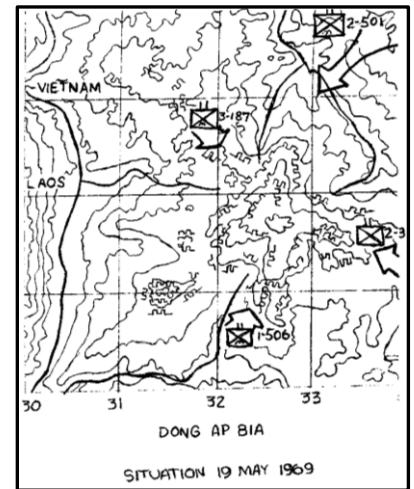 2-501
VIETNAM
3-187
LAOS
2-3
1-506
30 31 32 33
DONG AP BIA
SITUATION 19 MAY 1969